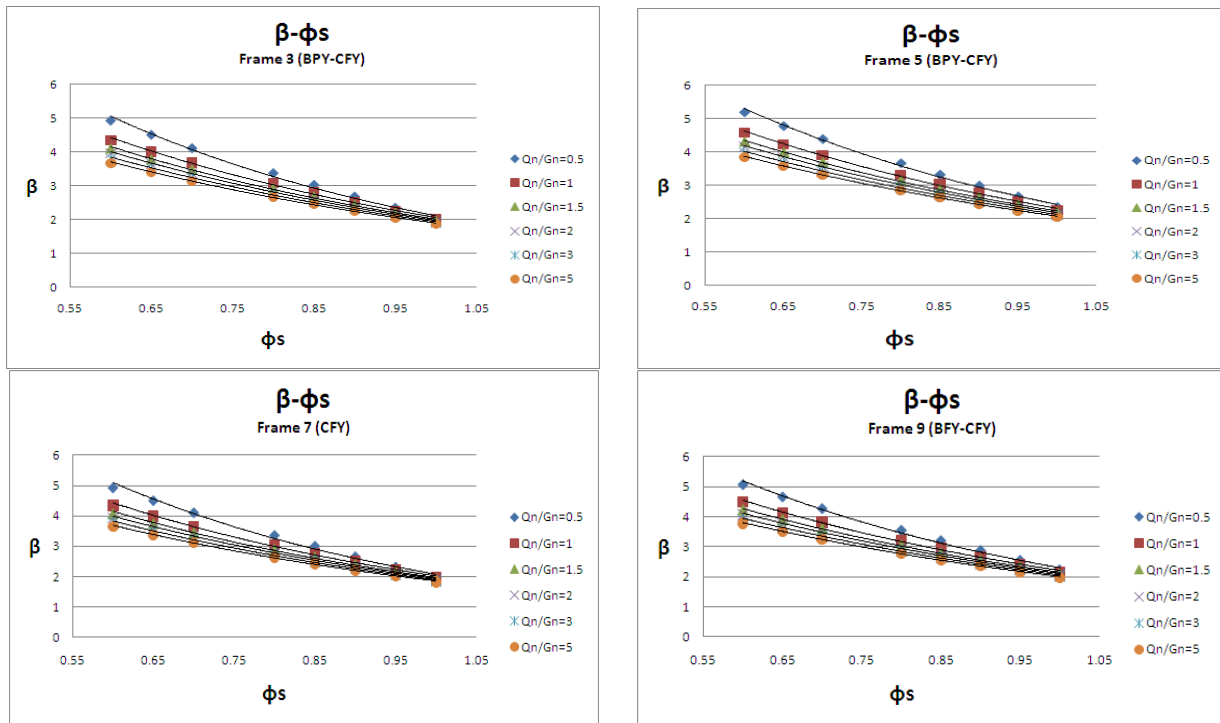 β-ϕs
Frame 3 (BPY-CFY)
6
5
4
3
2
1
0
β
0.55
0.65
0.75
0.85
0.95
1.05
ϕs
Qn/Gn=0.5
Qn/Gn=1
Qn/Gn=1.5
Qn/Gn=2
Qn/Gn=3
Qn/Gn=5
β-ϕs
Frame 5 (BPY-CFY)
6
5
4
3
2
1
0
β
0.55
0.65
0.75
0.85
0.95
1.05
ϕs
Qn/Gn=0.5
Qn/Gn=1
Qn/Gn=1.5
Qn/Gn=2
Qn/Gn=3
Qn/Gn=5
β-ϕs
Frame 7 (CFY)
6
5
4
3
2
1
0
β
0.55
0.65
0.75
0.85
0.95
1.05
ϕs
Qn/Gn=0.5
Qn/Gn=1
Qn/Gn=1.5
Qn/Gn=2
Qn/Gn=3
Qn/Gn=5
β-ϕs
Frame 9 (BFY-CFY)
6
5
4
3
2
1
0
β
0.55
0.65
0.75
0.85
0.95
1.05
ϕs
Qn/Gn=0.5
Qn/Gn=1
Qn/Gn=1.5
Qn/Gn=2
Qn/Gn=3
Qn/Gn=5